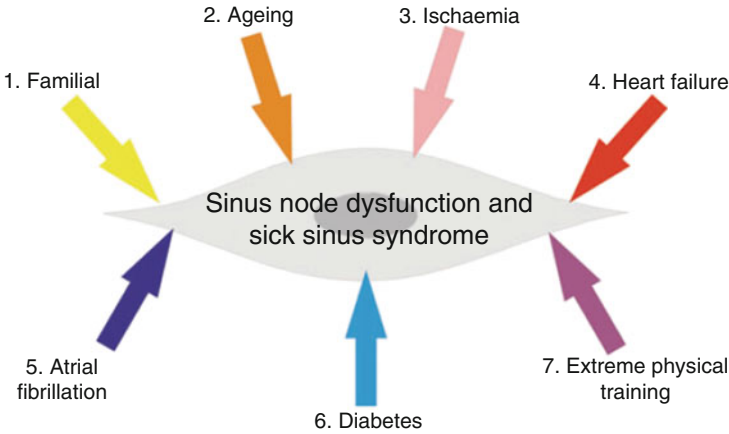 2. Ageing
3. Ischaemia
1. Familial
4. Heart failure
Sinus node dysfunction and
sick sinus syndrome
5. Atrial
fibrillation
6. Diabetes
7. Extreme physical
training